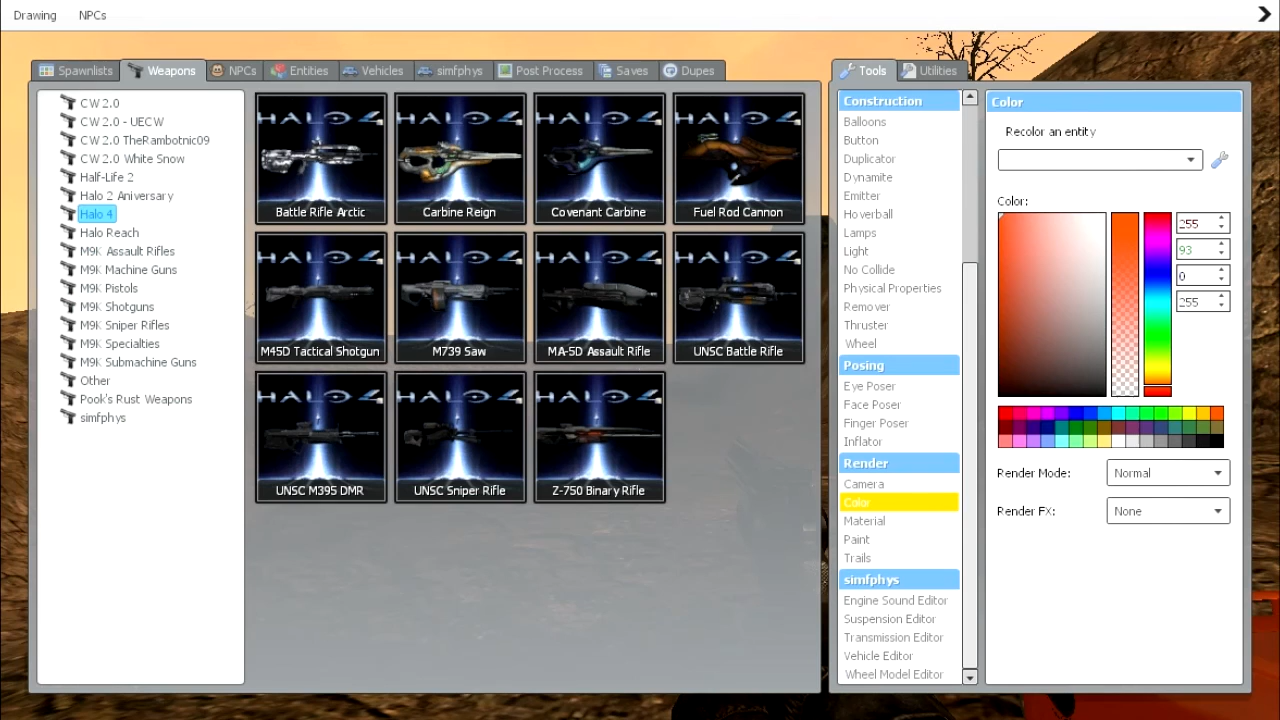 Drawing NPCs
Spawnlists Weapons NPCs Entities Vehicles simfphys Post Process Saves Dupes
CW 2.0
CW 2.0 - UECW
CW 2.0 TheRambotnic09
CW 2.0 White Snow
Half-Life 2
Halo 2 Aniversary
Halo 4
Halo Reach
M9K Assault Rifles
M9K Machine Guns
M9K Pistols
M9K Shotguns
M9K Sniper Rifles
M9K Specialties
M9K Submachine Guns
Other
Pook's Rust Weapons
simfphys
HALO 4 HALO 4 HALO 4 HALO 4
Battle Rifle Arctic Carbine Reign Covenant Carbine Fuel Rod Cannon
HALO 4 HALO 4 HALO 4 HALO 4
M45D Tactical Shotgun M739 Saw MA-5D Assault Rifle UNSC Battle Rifle
HALO 4 HALO 4 HALO 4
UNSC M395 DMR UNSC Sniper Rifle Z-750 Binary Rifle
Tools Utilities
Construction
Balloons
Button
Duplicator
Dynamite
Emitter
Hoverball
Lamps
Light
No Collide
Physical Properties
Remover
Thruster
Wheel
Posing
Eye Poser
Face Poser
Finger Poser
Inflator
Render
Camera
Color
Material
Paint
Trails
simfphys
Engine Sound Editor
Suspension Editor
Transmission Editor
Vehicle Editor
Wheel Model Editor
Color
Recolor an entity
Color:
255
93
0
255
Render Mode: Normal
Render FX: None